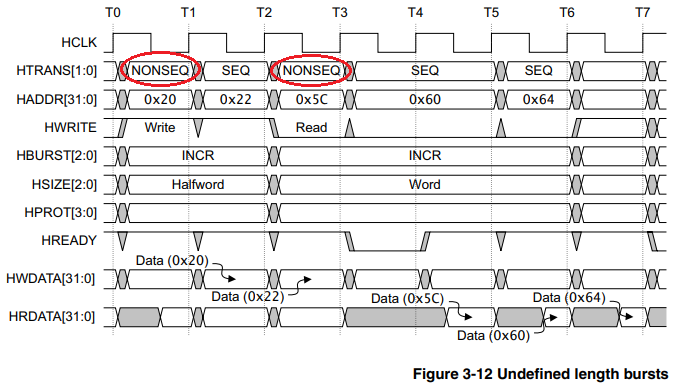 T0 T1 T2 T3 T4 T5 T6 T7
HCLK
HTRANS[1:0] NONSEQ SEQ NONSEQ SEQ SEQ
HADDR[31:0] 0x20 0x22 0x5C 0x60 0x64
HWRITE Write Read
HBURST[2:0] INCR INCR
HSIZE[2:0] Halfword Word
HPROT[3:0]
HREADY
Data (0x20)
HWDATA[31:0]
Data (0x22) Data (0x5C) Data (0x64)
HRDATA[31:0]
Data (0x60)
Figure 3-12 Undefined length bursts